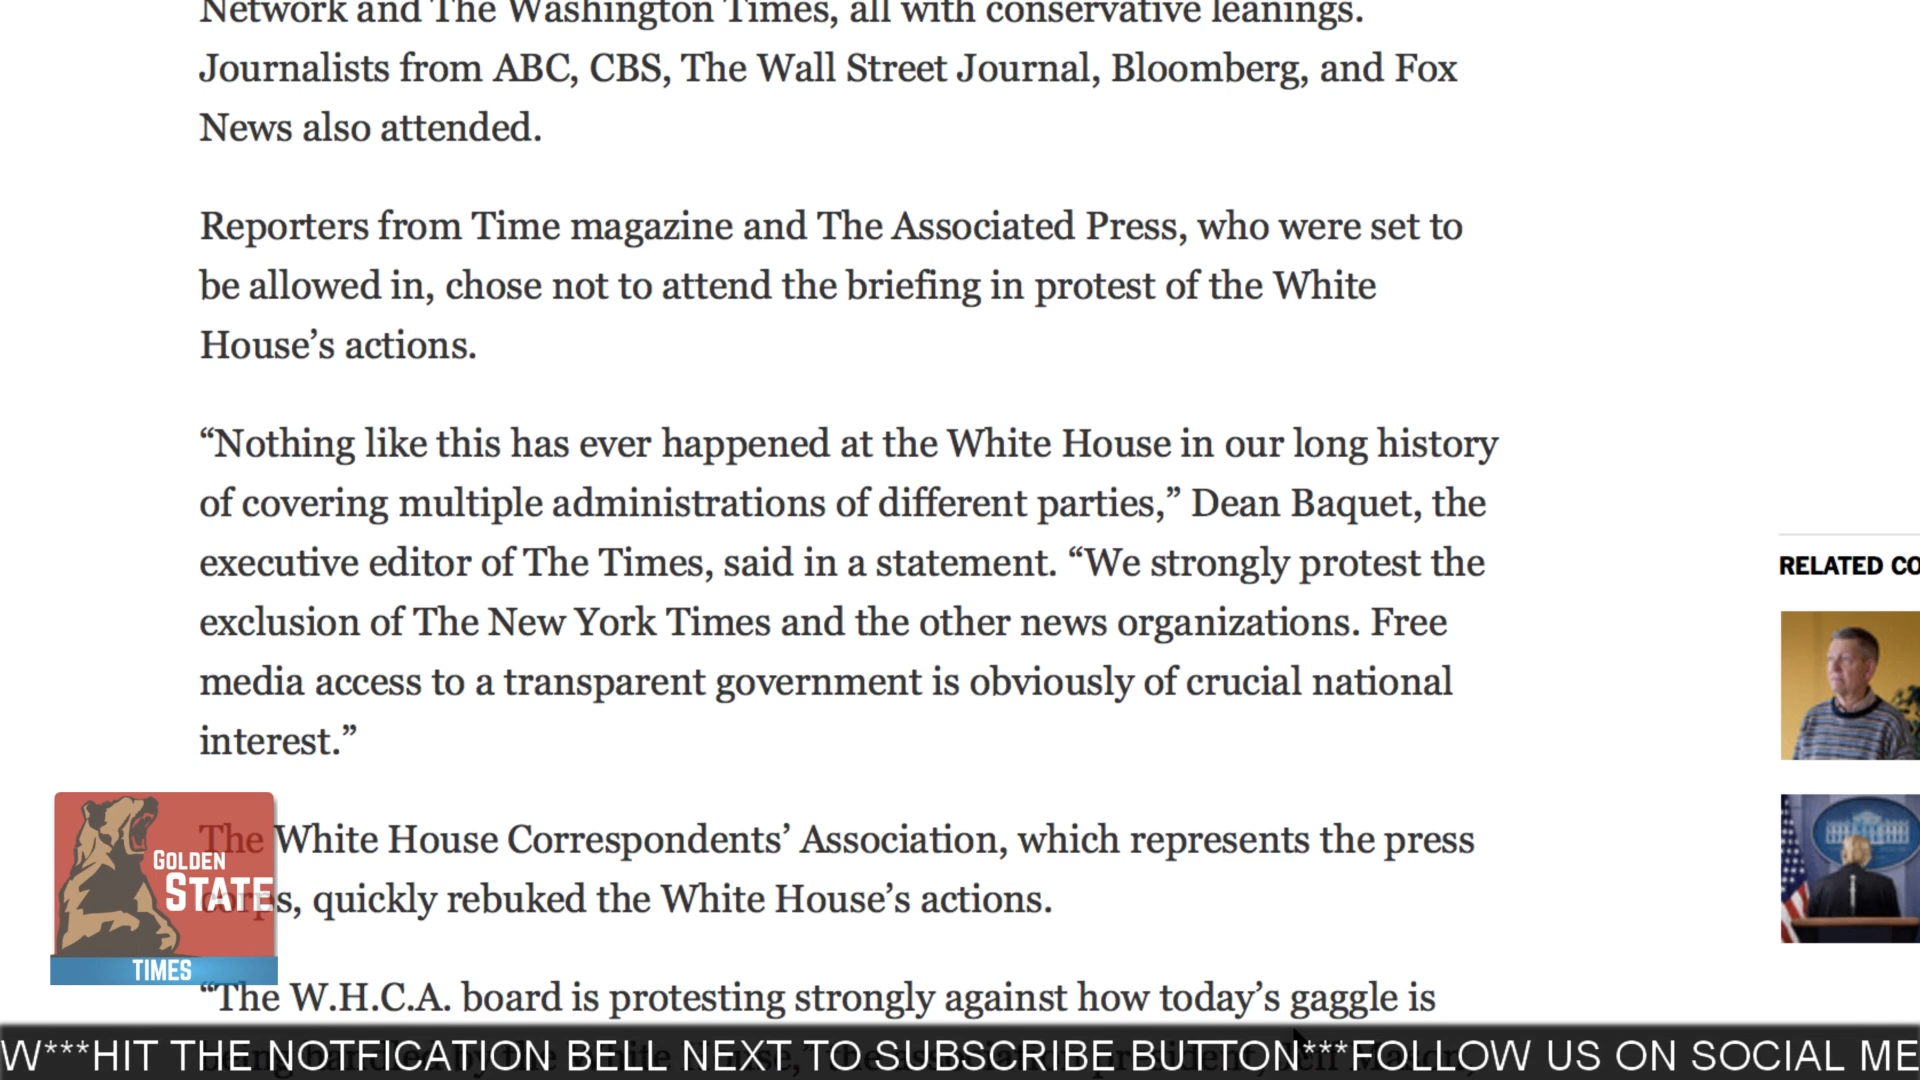 Network and The Washington Times, all with conservative leanings.
Journalists from ABC, CBS, The Wall Street Journal, Bloomberg, and Fox
News also attended.
Reporters from Time magazine and The Associated Press, who were set to
be allowed in, chose not to attend the briefing in protest of the White
House’s actions.
“Nothing like this has ever happened at the White House in our long history
of covering multiple administrations of different parties,” Dean Baquet, the
executive editor of The Times, said in a statement. “We strongly protest the
exclusion of The New York Times and the other news organizations. Free
media access to a transparent government is obviously of crucial national
interest.”
The White House Correspondents’ Association, which represents the press
corps, quickly rebuked the White House’s actions.
“The W.H.C.A. board is protesting strongly against how today’s gaggle is
RELATED CO
GOLDEN
STATE
TIMES
W***HIT THE NOTFICATION BELL NEXT TO SUBSCRIBE BUTTON***FOLLOW US ON SOCIAL ME